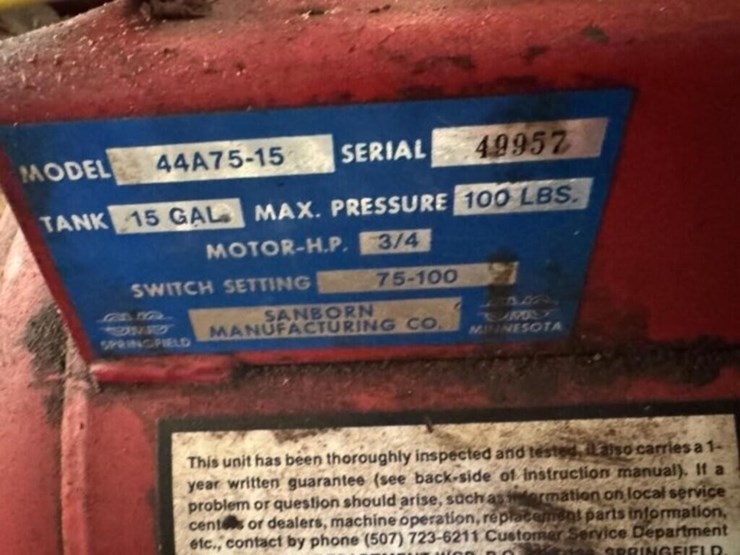 MODEL 44A75-15 SERIAL 49957
TANK 15 GAL. MAX. PRESSURE 100 LBS.
MOTOR-H.P. 3/4
SWITCH SETTING 75-100
SANBORN
MANUFACTURING CO.
SPRINGFIELD MINNESOTA
This unit has been thoroughly inspected and tested, it also carries a 1-
year written guarantee (see back-side of instruction manual). If a
problem or question should arise, such as information on local service
centers or dealers, machine operation, replacement parts information,
etc., contact by phone (507) 723-6211 Customer Service Department
SPRINGFIELD,